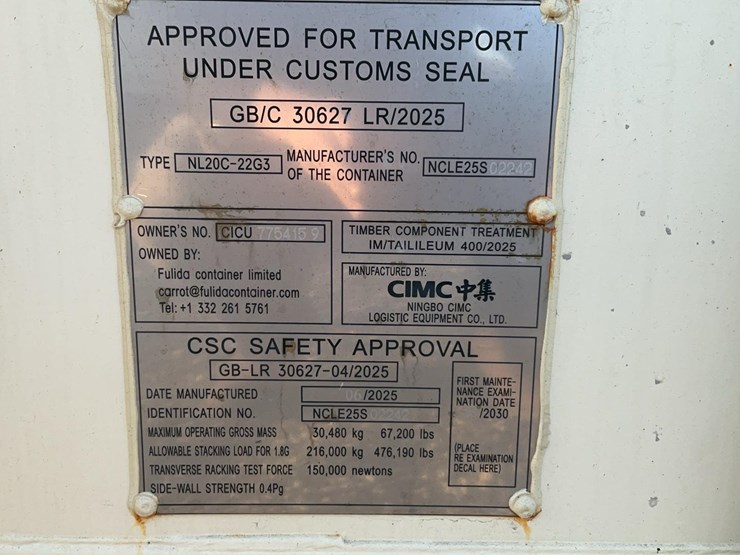 APPROVED FOR TRANSPORT
UNDER CUSTOMS SEAL
GB/C 30627 LR/2025
TYPE NL20C-22G3 MANUFACTURER'S NO. OF THE CONTAINER NCLE25S 02242
OWNER'S NO. CICU 775415 9
OWNED BY:
Fulida container limited
carrot@fulidacontainer.com
Tel: +1 332 261 5761
TIMBER COMPONENT TREATMENT
IM/TAILILEUM 400/2025
MANUFACTURED BY:
CIMC 中集
NINGBO CIMC
LOGISTIC EQUIPMENT CO., LTD.
CSC SAFETY APPROVAL
GB-LR 30627-04/2025
DATE MANUFACTURED 06/2025
IDENTIFICATION NO. NCLE25S 02242
MAXIMUM OPERATING GROSS MASS 30,480 kg 67,200 lbs
ALLOWABLE STACKING LOAD FOR 1.8G 216,000 kg 476,190 lbs
TRANSVERSE RACKING TEST FORCE 150,000 newtons
SIDE-WALL STRENGTH 0.4Pg
FIRST MAINTE-
NANCE EXAMI-
NATION DATE
/2030
(PLACE
RE EXAMINATION
DECAL HERE)